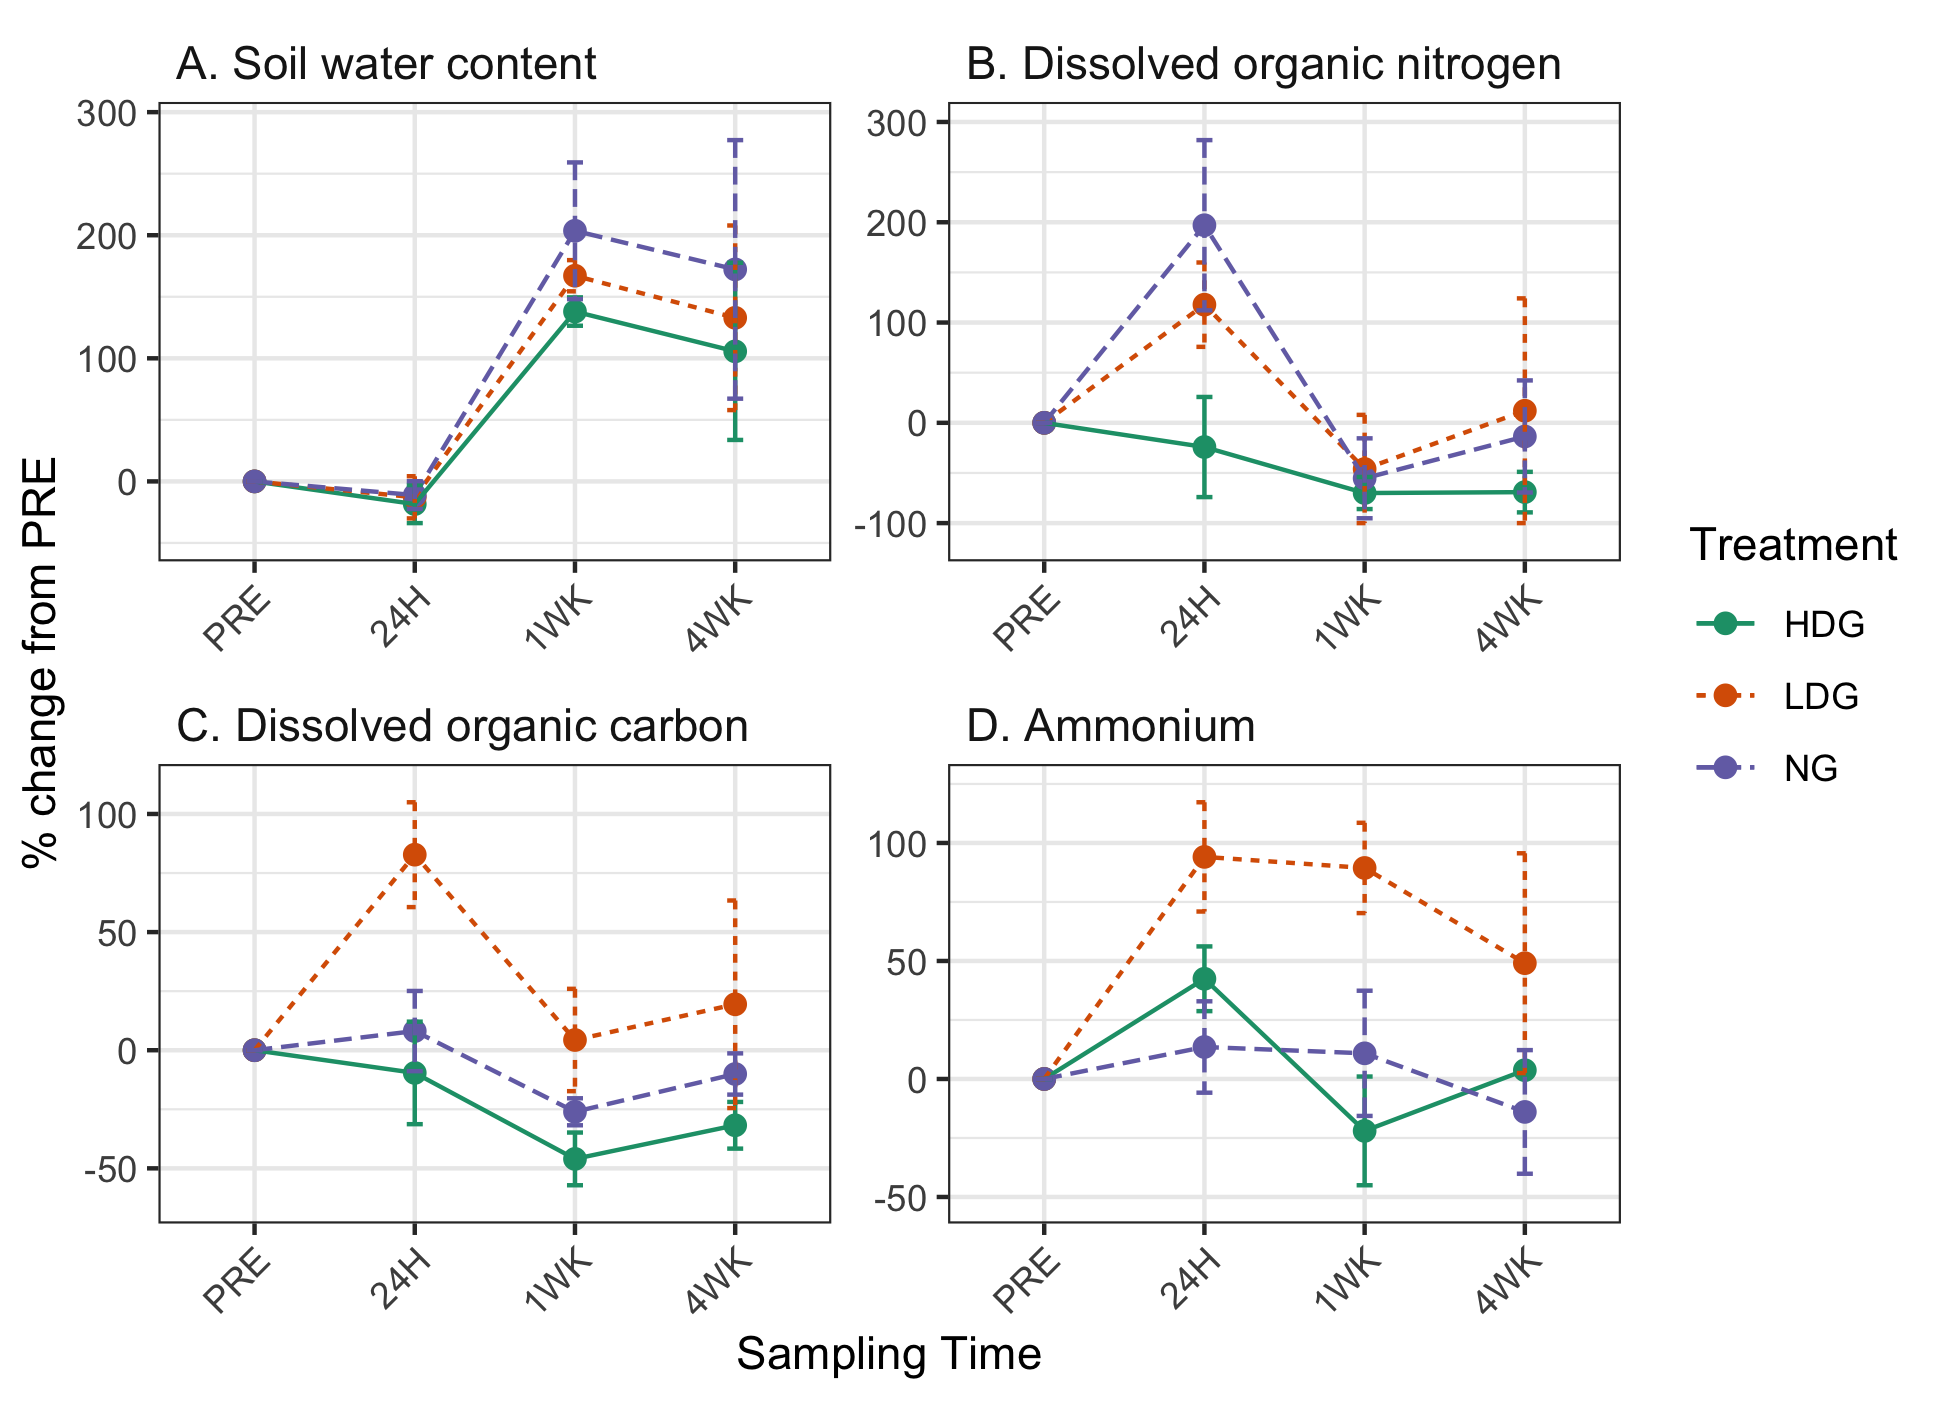 A. Soil water content
300
200
100
0
PRE
24H
1WK
4WK
B. Dissolved organic nitrogen
300
200
100
0
-100
PRE
24H
1WK
4WK
% change from PRE
C. Dissolved organic carbon
100
50
0
-50
PRE
24H
1WK
4WK
D. Ammonium
100
50
0
-50
PRE
24H
1WK
4WK
Sampling Time
Treatment
HDG
LDG
NG